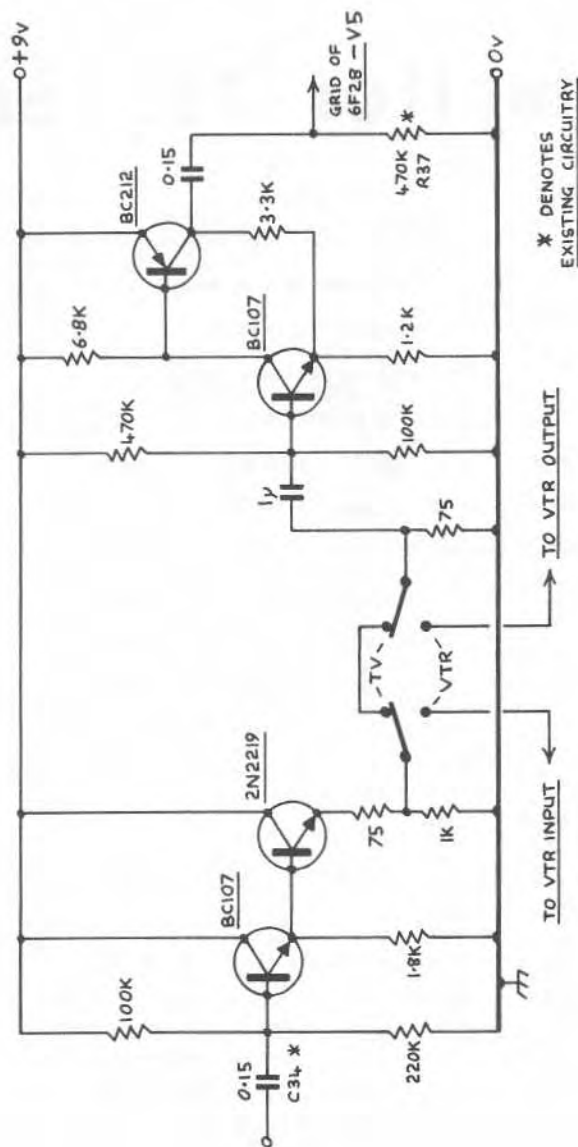 0+9V
100K
0·15
C34 *
220K
BC107
1·8K
2N2219
75
1K
TV
VTR
TO VTR INPUT
TO VTR OUTPUT
75
1μ
470K
100K
6·8K
BC107
1·2K
BC212
3·3K
0·15
GRID OF
6F28 - V5
470K *
R37
0V
* DENOTES
EXISTING CIRCUITRY